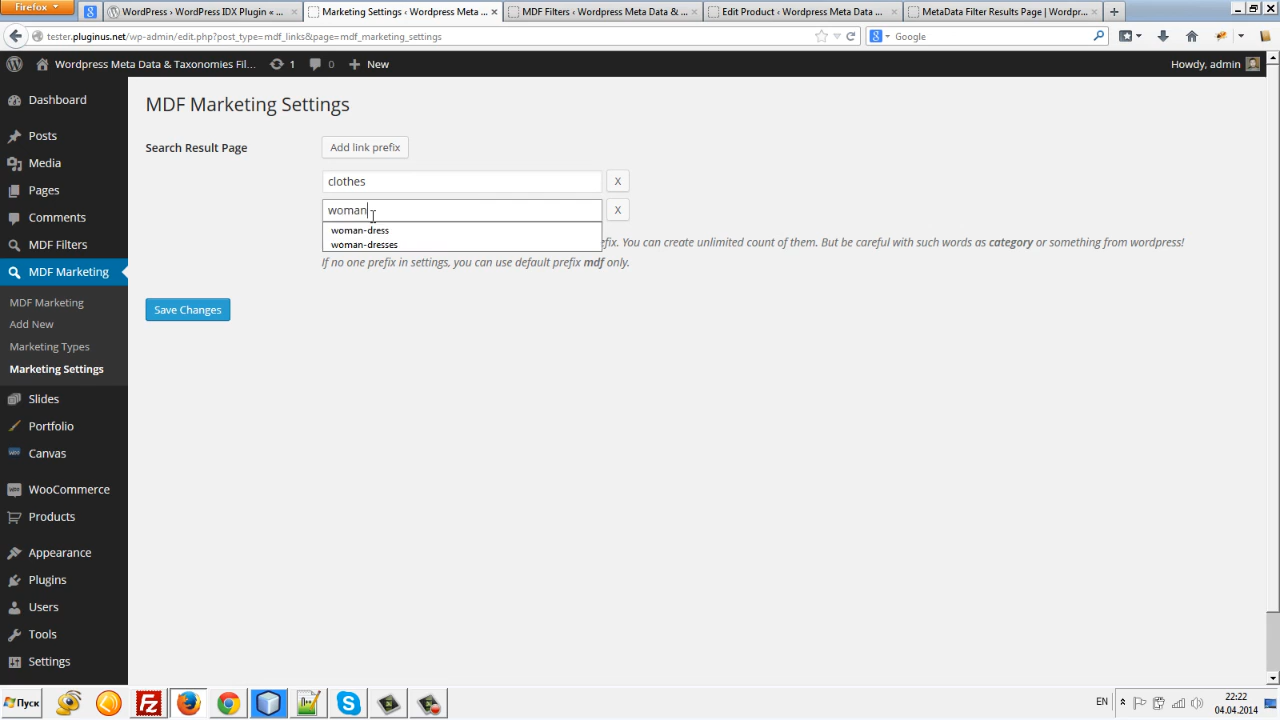 Firefox
WordPress › WordPress IDX Plugin « ...
Marketing Settings ‹ Wordpress Meta ...
MDF Filters ‹ Wordpress Meta Data & ...
Edit Product ‹ Wordpress Meta Data ...
MetaData Filter Results Page | Wordpr...
tester.pluginus.net/wp-admin/edit.php?post_type=mdf_links&page=mdf_marketing_settings
Google
Wordpress Meta Data & Taxonomies Fil...
1
0
New
Howdy, admin
Dashboard
Posts
Media
Pages
Comments
MDF Filters
MDF Marketing
MDF Marketing
Add New
Marketing Types
Marketing Settings
Slides
Portfolio
Canvas
WooCommerce
Products
Appearance
Plugins
Users
Tools
Settings
MDF Marketing Settings
Search Result Page
Add link prefix
clothes
X
woman
X
woman-dress
woman-dresses
efix. You can create unlimited count of them. But be careful with such words as category or something from wordpress!
If no one prefix in settings, you can use default prefix mdf only.
Save Changes
Пуск
EN
22:22
04.04.2014